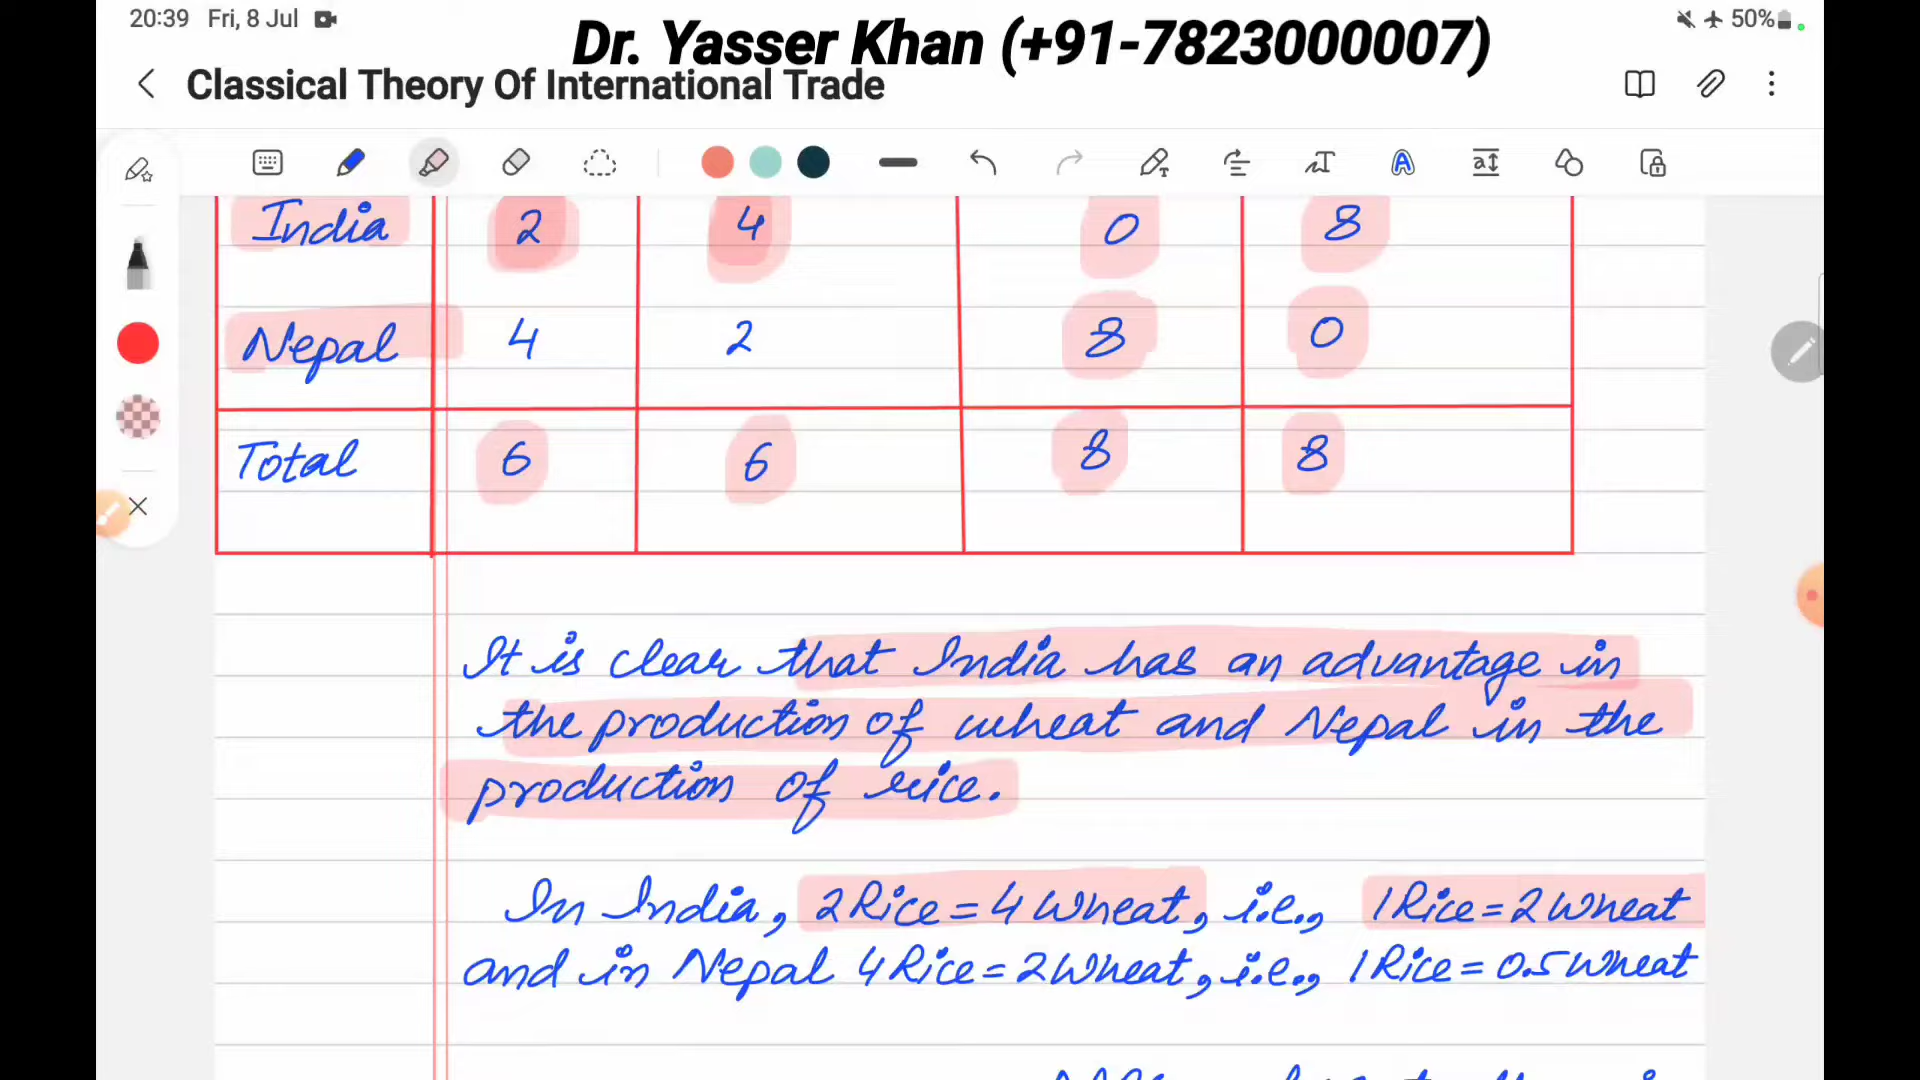 20:39 Fri, 8 Jul 50%
Dr. Yasser Khan (+91-7823000007)
Classical Theory Of International Trade
India 2 4 0 8
Nepal 4 2 8 0
Total 6 6 8 8
It is clear that India has an advantage in
the production of wheat and Nepal in the
production of rice.
In India, 2 Rice = 4 Wheat, i.e., 1 Rice = 2 Wheat
and in Nepal 4 Rice = 2 Wheat, i.e., 1 Rice = 0.5 Wheat